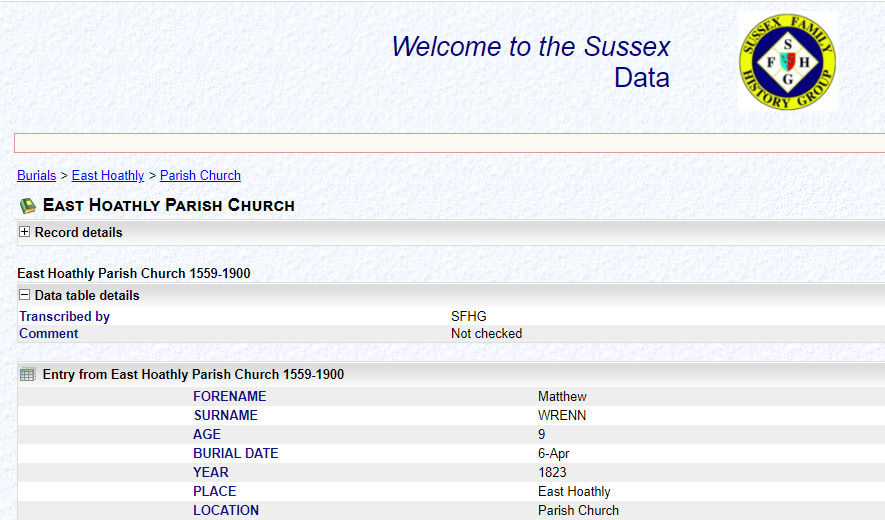 Welcome to the Sussex
Data
SUSSEX FAMILY
HISTORY GROUP
S
F H
G
Burials > East Hoathly > Parish Church
EAST HOATHLY PARISH CHURCH
Record details
East Hoathly Parish Church 1559-1900
Data table details
Transcribed by SFHG
Comment Not checked
Entry from East Hoathly Parish Church 1559-1900
FORENAME Matthew
SURNAME WRENN
AGE 9
BURIAL DATE 6-Apr
YEAR 1823
PLACE East Hoathly
LOCATION Parish Church